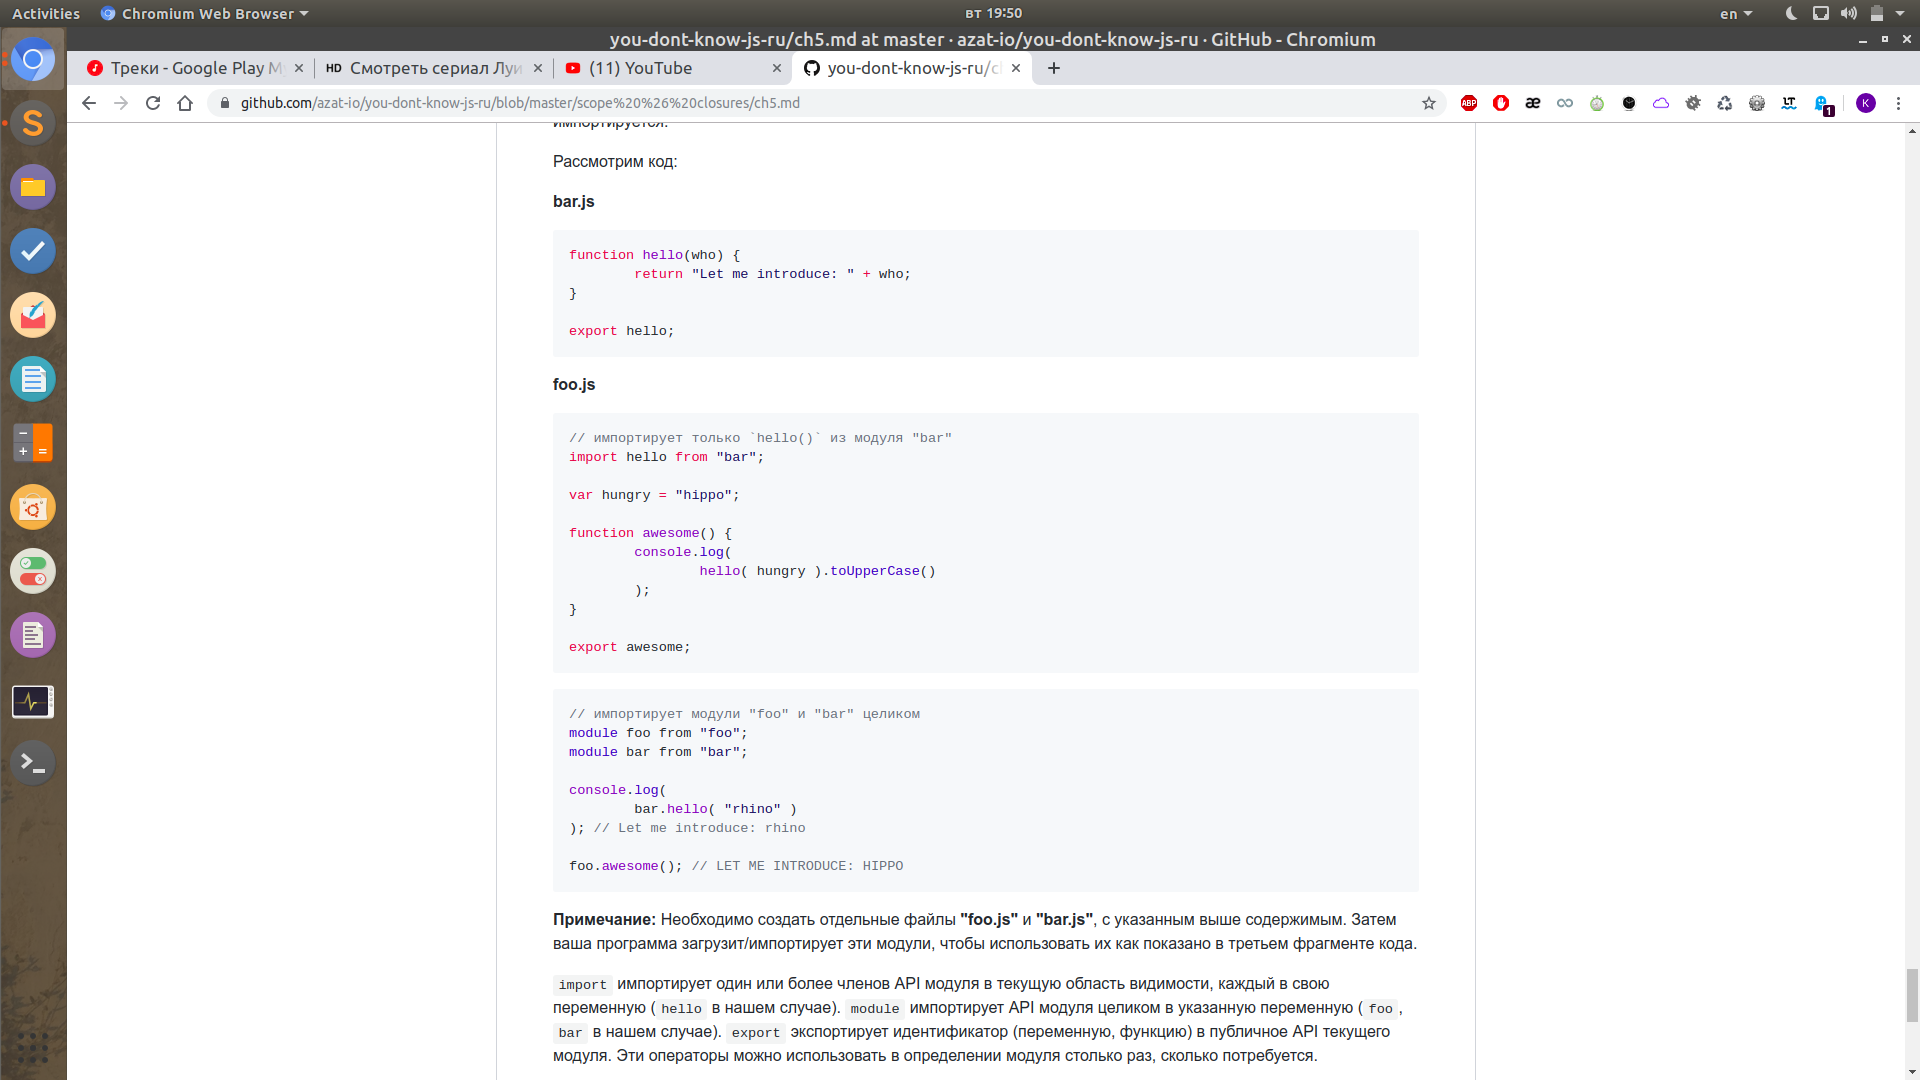 Activities
Chromium Web Browser
вт 19:50
en
you-dont-know-js-ru/ch5.md at master · azat-io/you-dont-know-js-ru · GitHub - Chromium
Треки - Google Play M
HD Смотреть сериал Луи
(11) YouTube
you-dont-know-js-ru/c
github.com/azat-io/you-dont-know-js-ru/blob/master/scope%20%26%20closures/ch5.md
ABP
æ
LT
1
K
импортируется.
Рассмотрим код:
bar.js
function hello(who) {
return "Let me introduce: " + who;
}
export hello;
foo.js
// импортирует только `hello()` из модуля "bar"
import hello from "bar";
var hungry = "hippo";
function awesome() {
console.log(
hello( hungry ).toUpperCase()
);
}
export awesome;
// импортирует модули "foo" и "bar" целиком
module foo from "foo";
module bar from "bar";
console.log(
bar.hello( "rhino" )
); // Let me introduce: rhino
foo.awesome(); // LET ME INTRODUCE: HIPPO
Примечание: Необходимо создать отдельные файлы "foo.js" и "bar.js", с указанным выше содержимым. Затем
ваша программа загрузит/импортирует эти модули, чтобы использовать их как показано в третьем фрагменте кода.
import импортирует один или более членов API модуля в текущую область видимости, каждый в свою
переменную ( hello в нашем случае). module импортирует API модуля целиком в указанную переменную ( foo ,
bar в нашем случае). export экспортирует идентификатор (переменную, функцию) в публичное API текущего
модуля. Эти операторы можно использовать в определении модуля столько раз, сколько потребуется.